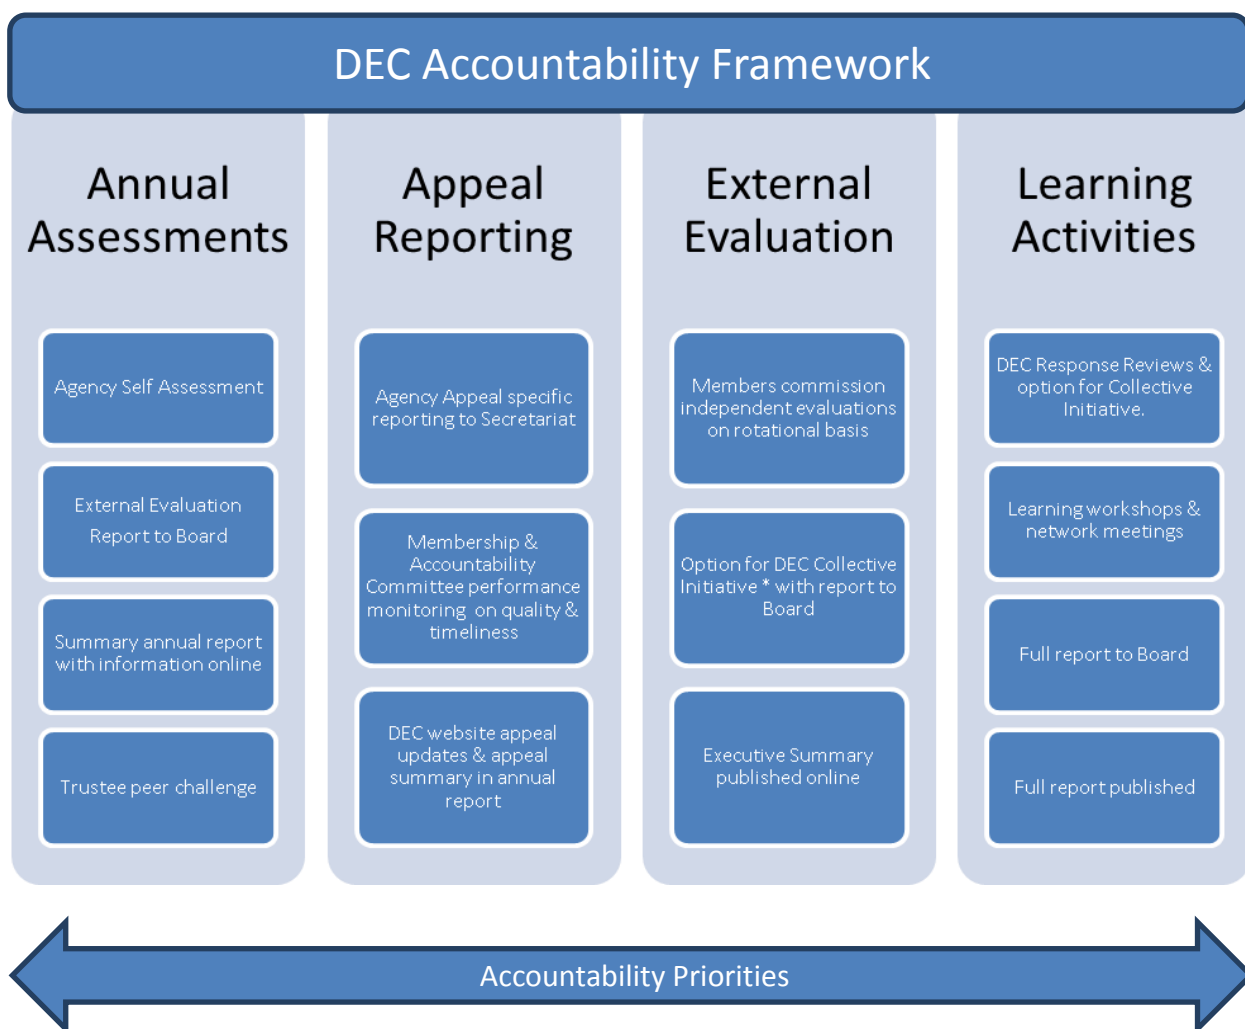 DEC Accountability Framework
Annual
Assessments
Agency Self Assessment
External Evaluation
Report to Board
Summary annual report
with information online
Trustee peer challenge
Appeal
Reporting
Agency Appeal specific
reporting to Secretariat
Membership &
Accountability
Committee performance
monitoring on quality &
timeliness
DEC website appeal
updates & appeal
summary in annual
report
External
Evaluation
Members commission
independent evaluations
on rotational basis
Option for DEC Collective
Initiative * with report to
Board
Executive Summary
published online
Learning
Activities
DEC Response Reviews &
option for Collective
Initiative.
Learning workshops &
network meetings
Full report to Board
Full report published
Accountability Priorities